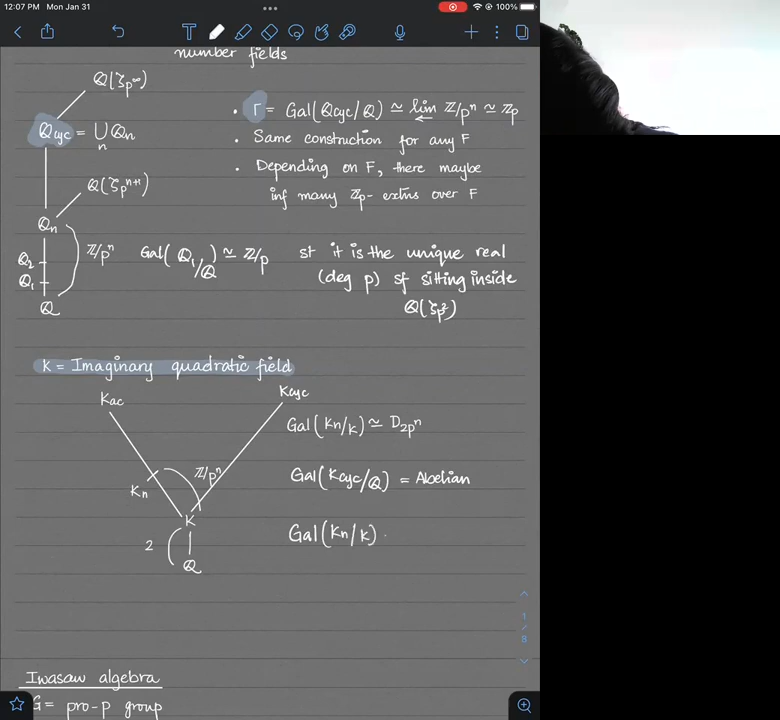 12:07 PM Mon Jan 31
100%
number fields
Q(ζp∞)
Γ = Gal(Qcyc/Q) ≃ lim← Z/pⁿ ≃ Zp
Qcyc = ∪n Qn
Same construction for any F
Depending on F, there maybe
inf many Zp- extns over F
Q(ζpⁿ⁺¹)
Qn
Z/pⁿ
Gal(Q₁/Q) ≃ Z/p st it is the unique real
(deg p) sf sitting inside
Q(ζp²)
Q₂
Q₁
Q
K = Imaginary quadratic field
Kac
Kcyc
Gal(Kn/K) ≃ D2pⁿ
Z/pⁿ
Gal(Kcyc/Q) = Abelian
Kn
K
Gal(Kn/K)
2
Q
1
/
8
Iwasaw algebra
G = pro-p group